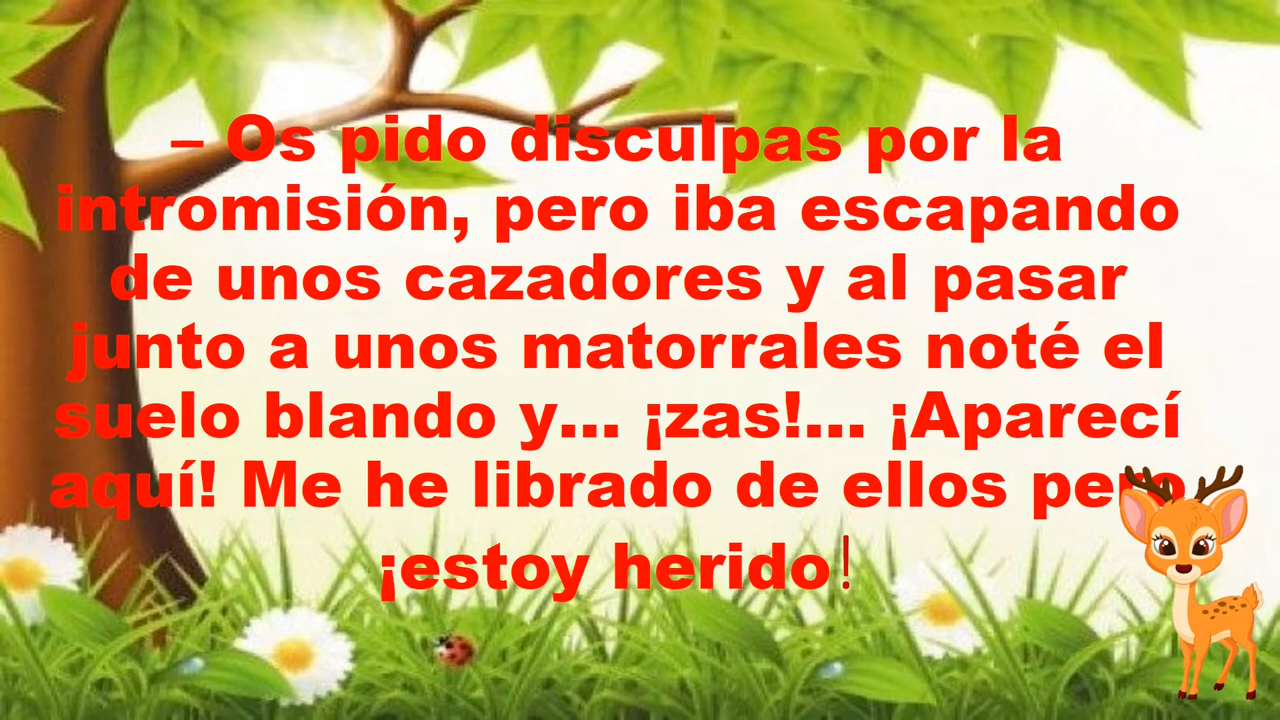 – Os pido disculpas por la
intromisión, pero iba escapando
de unos cazadores y al pasar
junto a unos matorrales noté el
suelo blando y... ¡zas!... ¡Aparecí
aquí! Me he librado de ellos pero
¡estoy herido!